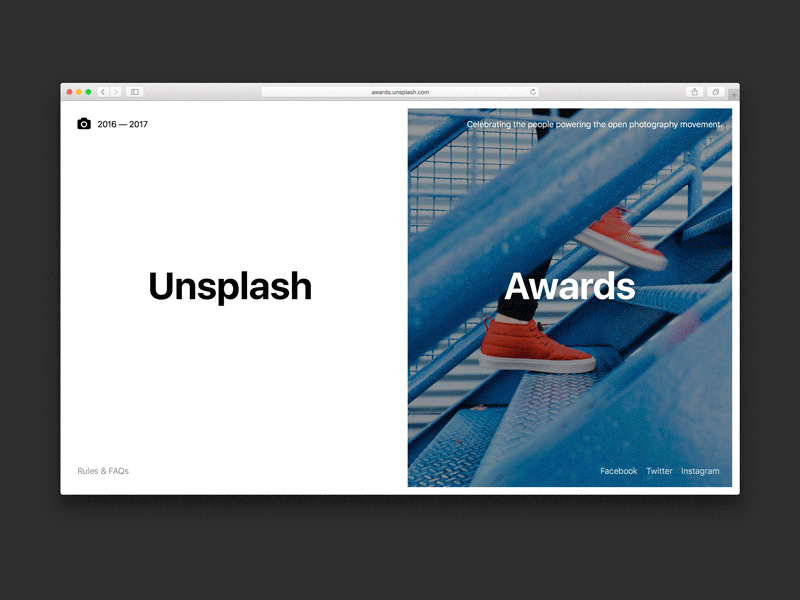 awards.unsplash.com
2016 — 2017
Celebrating the people powering the open photography movement.
Unsplash
Awards
Rules & FAQs
Facebook Twitter Instagram